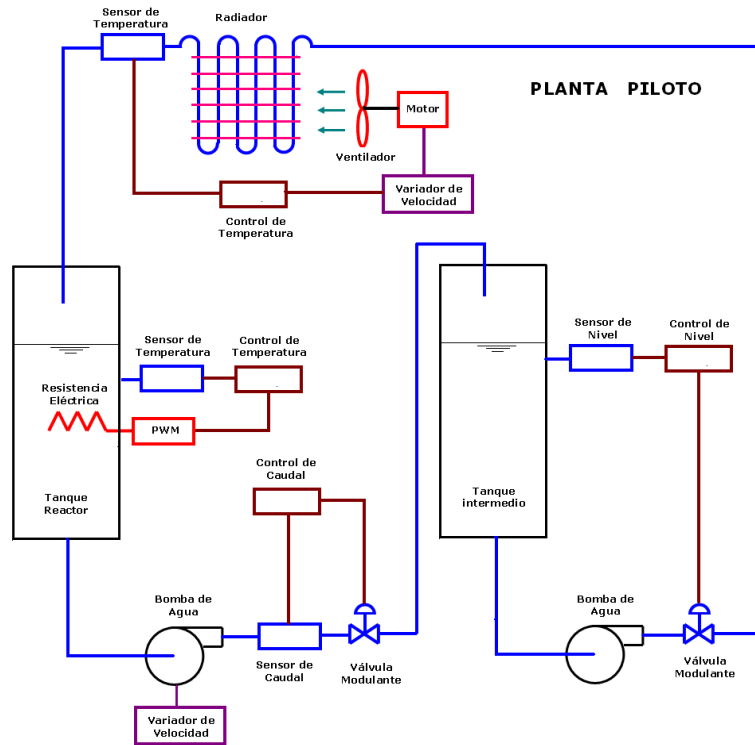 Sensor de
Temperatura
Radiador
PLANTA PILOTO
Motor
Ventilador
Variador de
Velocidad
Control de
Temperatura
Sensor de
Temperatura
Control de
Temperatura
Sensor de
Nivel
Control de
Nivel
Resistencia
Eléctrica
PWM
Control de
Caudal
Tanque
Reactor
Tanque
intermedio
Bomba de
Agua
Sensor de
Caudal
Válvula
Modulante
Bomba de
Agua
Válvula
Modulante
Variador de
Velocidad